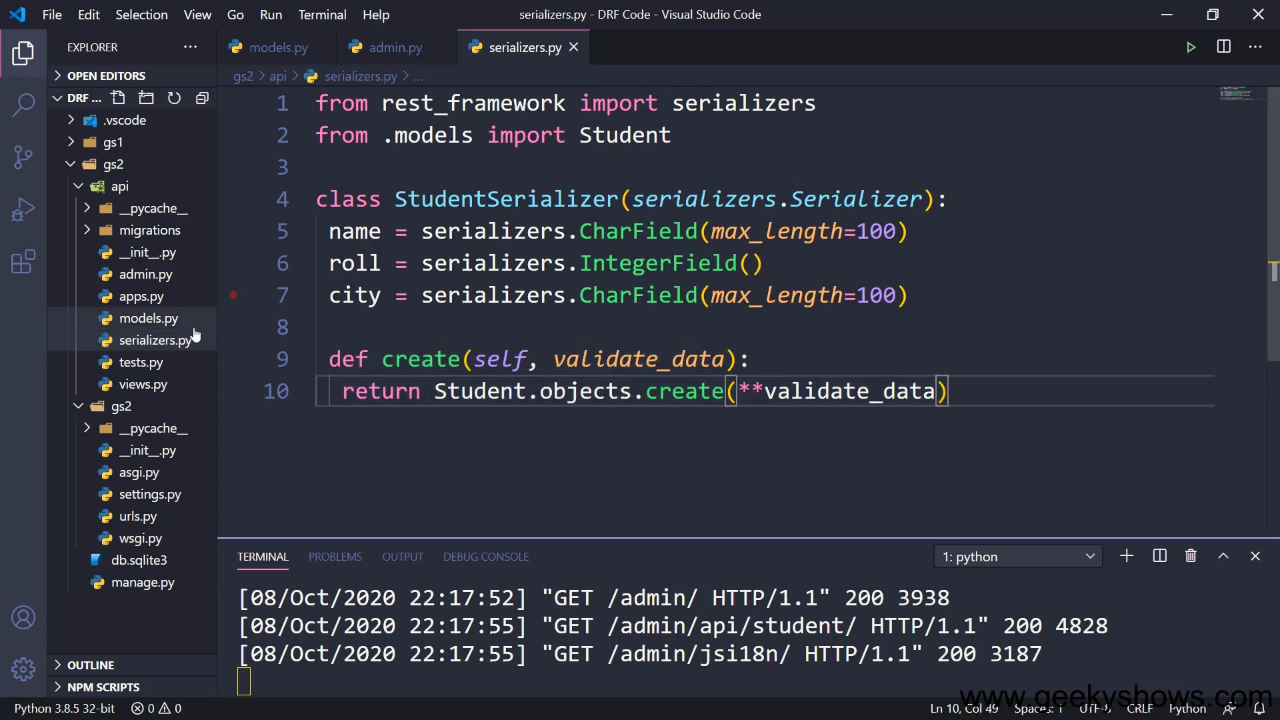 File Edit Selection View Go Run Terminal Help serializers.py - DRF Code - Visual Studio Code
EXPLORER ···
OPEN EDITORS
DRF ...
.vscode
gs1
gs2
api
__pycache__
migrations
__init__.py
admin.py
apps.py
models.py
serializers.py
tests.py
views.py
gs2
__pycache__
__init__.py
asgi.py
settings.py
urls.py
wsgi.py
db.sqlite3
manage.py
OUTLINE
NPM SCRIPTS
models.py admin.py serializers.py
gs2 > api > serializers.py > ...
1 from rest_framework import serializers
2 from .models import Student
3
4 class StudentSerializer(serializers.Serializer):
5 name = serializers.CharField(max_length=100)
6 roll = serializers.IntegerField()
7 city = serializers.CharField(max_length=100)
8
9 def create(self, validate_data):
10 return Student.objects.create(**validate_data)
TERMINAL PROBLEMS OUTPUT DEBUG CONSOLE 1: python
[08/Oct/2020 22:17:52] "GET /admin/ HTTP/1.1" 200 3938
[08/Oct/2020 22:17:55] "GET /admin/api/student/ HTTP/1.1" 200 4828
[08/Oct/2020 22:17:55] "GET /admin/jsi18n/ HTTP/1.1" 200 3187
www.geekyshows.com
Python 3.8.5 32-bit 0 0 Ln 10, Col 49 Spaces: 1 UTF-8 CRLF Python